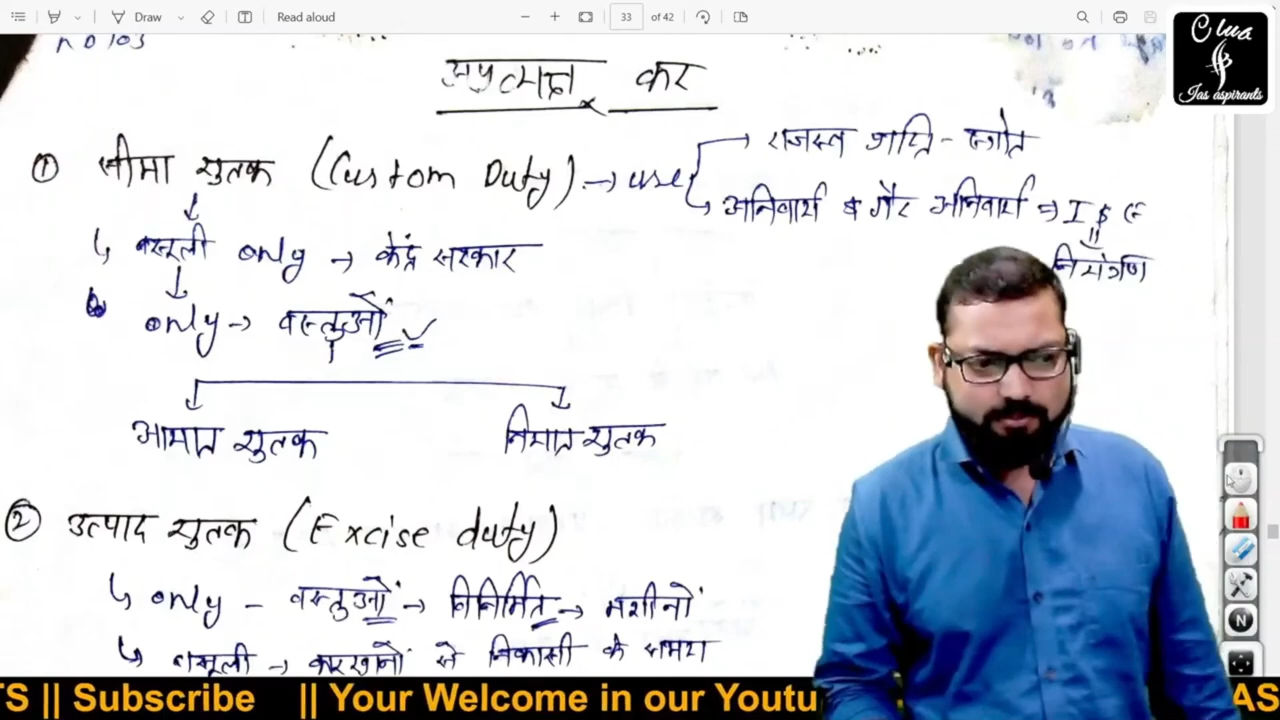 Draw
Read aloud
33 of 42
Clua
Ias aspirants
अप्रत्यक्ष कर
① सीमा शुल्क (Custom Duty) → use
राजस्व प्राप्ति - स्त्रोत
अनिवार्य व गैर अनिवार्य ⇒ I & E
नियंत्रण
वसूली only → केंद्र सरकार
only → वस्तुओं
आयात शुल्क
निर्यात शुल्क
② उत्पाद शुल्क (Excise duty)
only - वस्तुओं → विनिर्मित → मशीनों
वसूली → कारखानों से निकासी के समय
N
TS || Subscribe || Your Welcome in our Youtu
AS